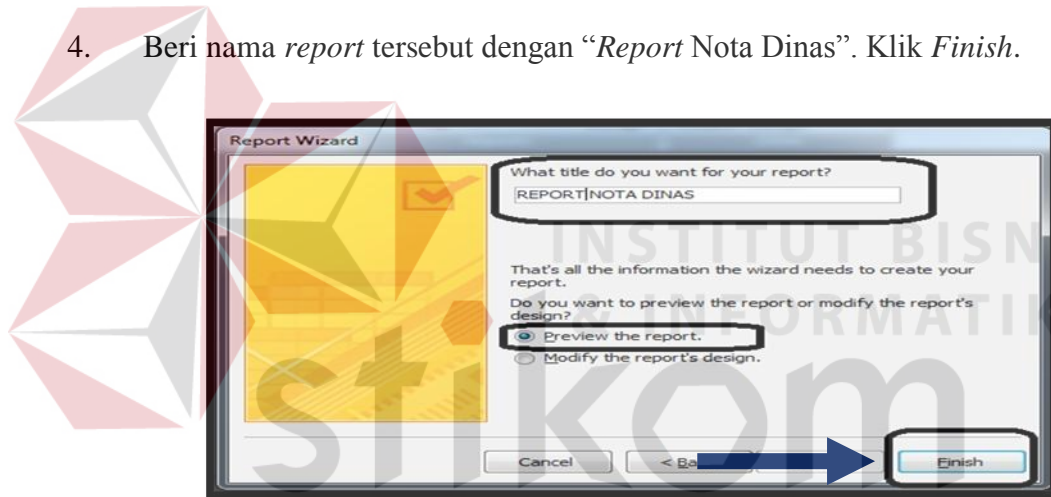 4. Beri nama report tersebut dengan “Report Nota Dinas”. Klik Finish.
Report Wizard
What title do you want for your report?
REPORT NOTA DINAS
INSTITUT BISN
That's all the information the wizard needs to create your
report.
Do you want to preview the report or modify the report's
design?
& INFORMATIK
Preview the report.
Modify the report's design.
stikom
Cancel
< Ba
Finish